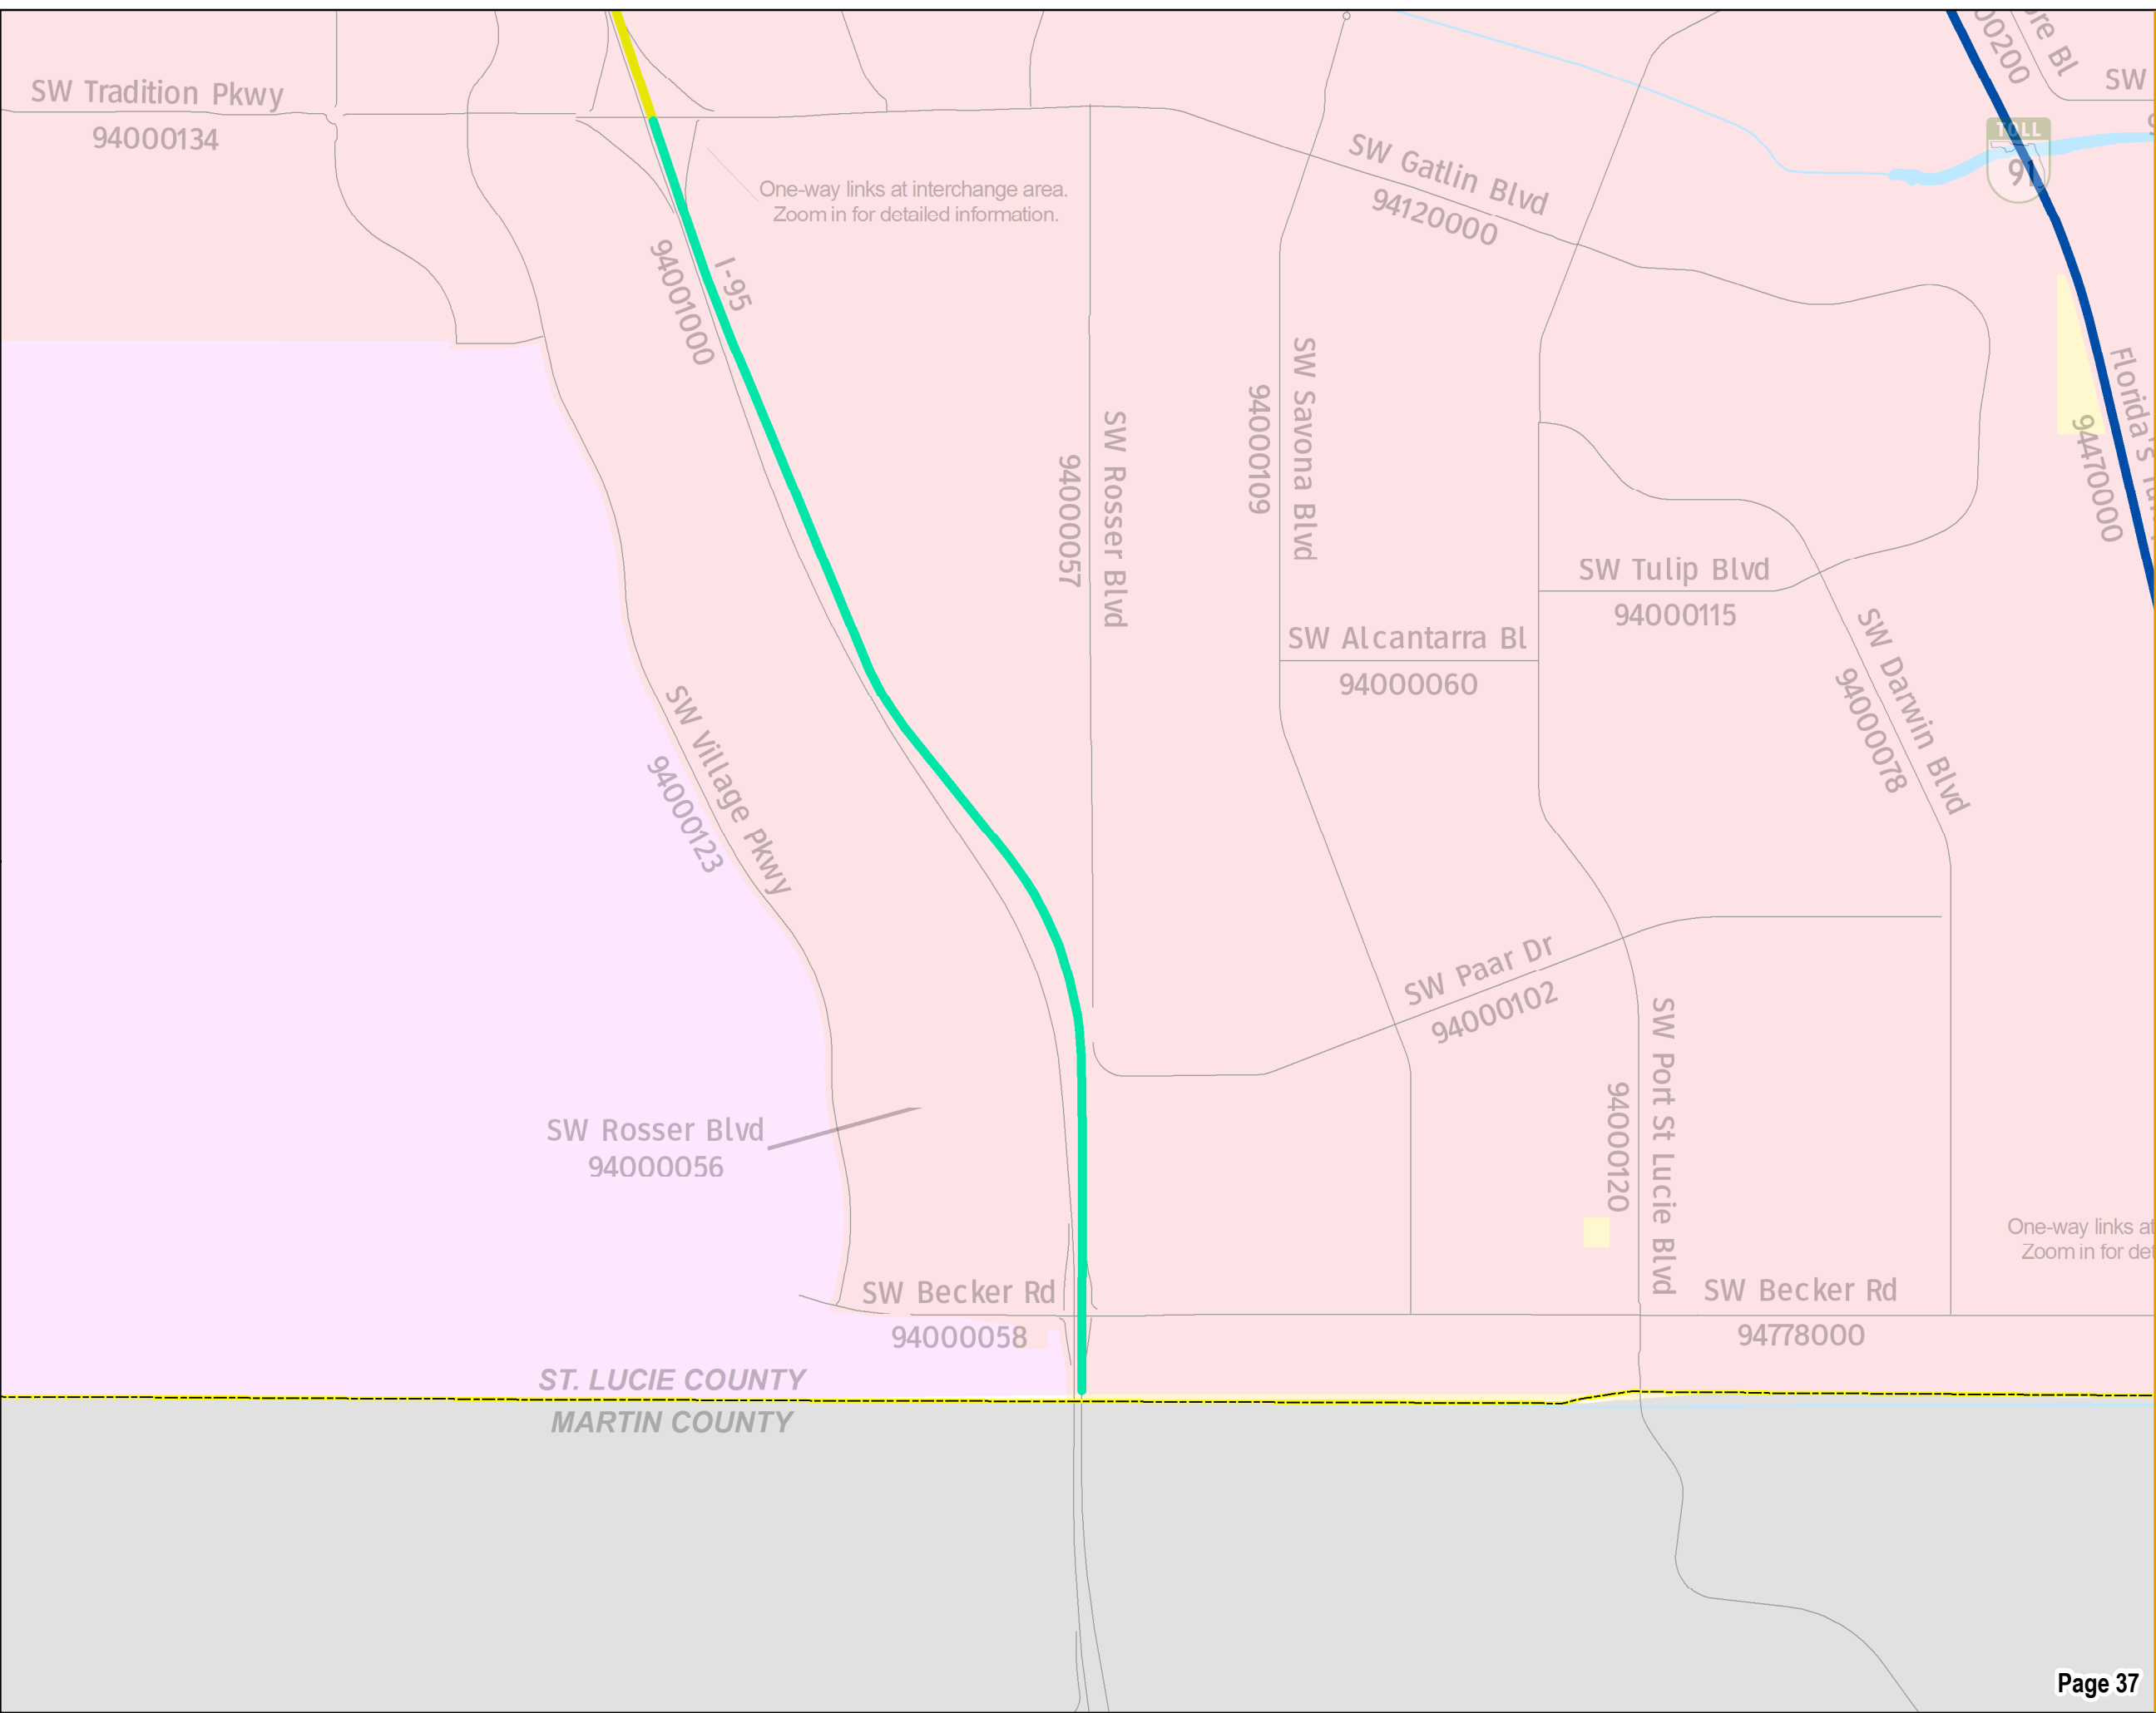 SW Tradition Pkwy
94000134
One-way links at interchange area.
Zoom in for detailed information.
I-95
94001000
SW Gatlin Blvd
94120000
00200
ore Bl
SW
TOLL
91
Florida's
94470000
SW Rosser Blvd
94000057
SW Savona Blvd
94000109
SW Tulip Blvd
94000115
SW Alcantarra Bl
94000060
SW Darwin Blvd
94000078
SW Village Pkwy
94000123
SW Paar Dr
94000102
SW Rosser Blvd
94000056
SW Port St Lucie Blvd
94000120
One-way links at
Zoom in for det
SW Becker Rd
94000058
SW Becker Rd
94778000
ST. LUCIE COUNTY
MARTIN COUNTY
Page 37